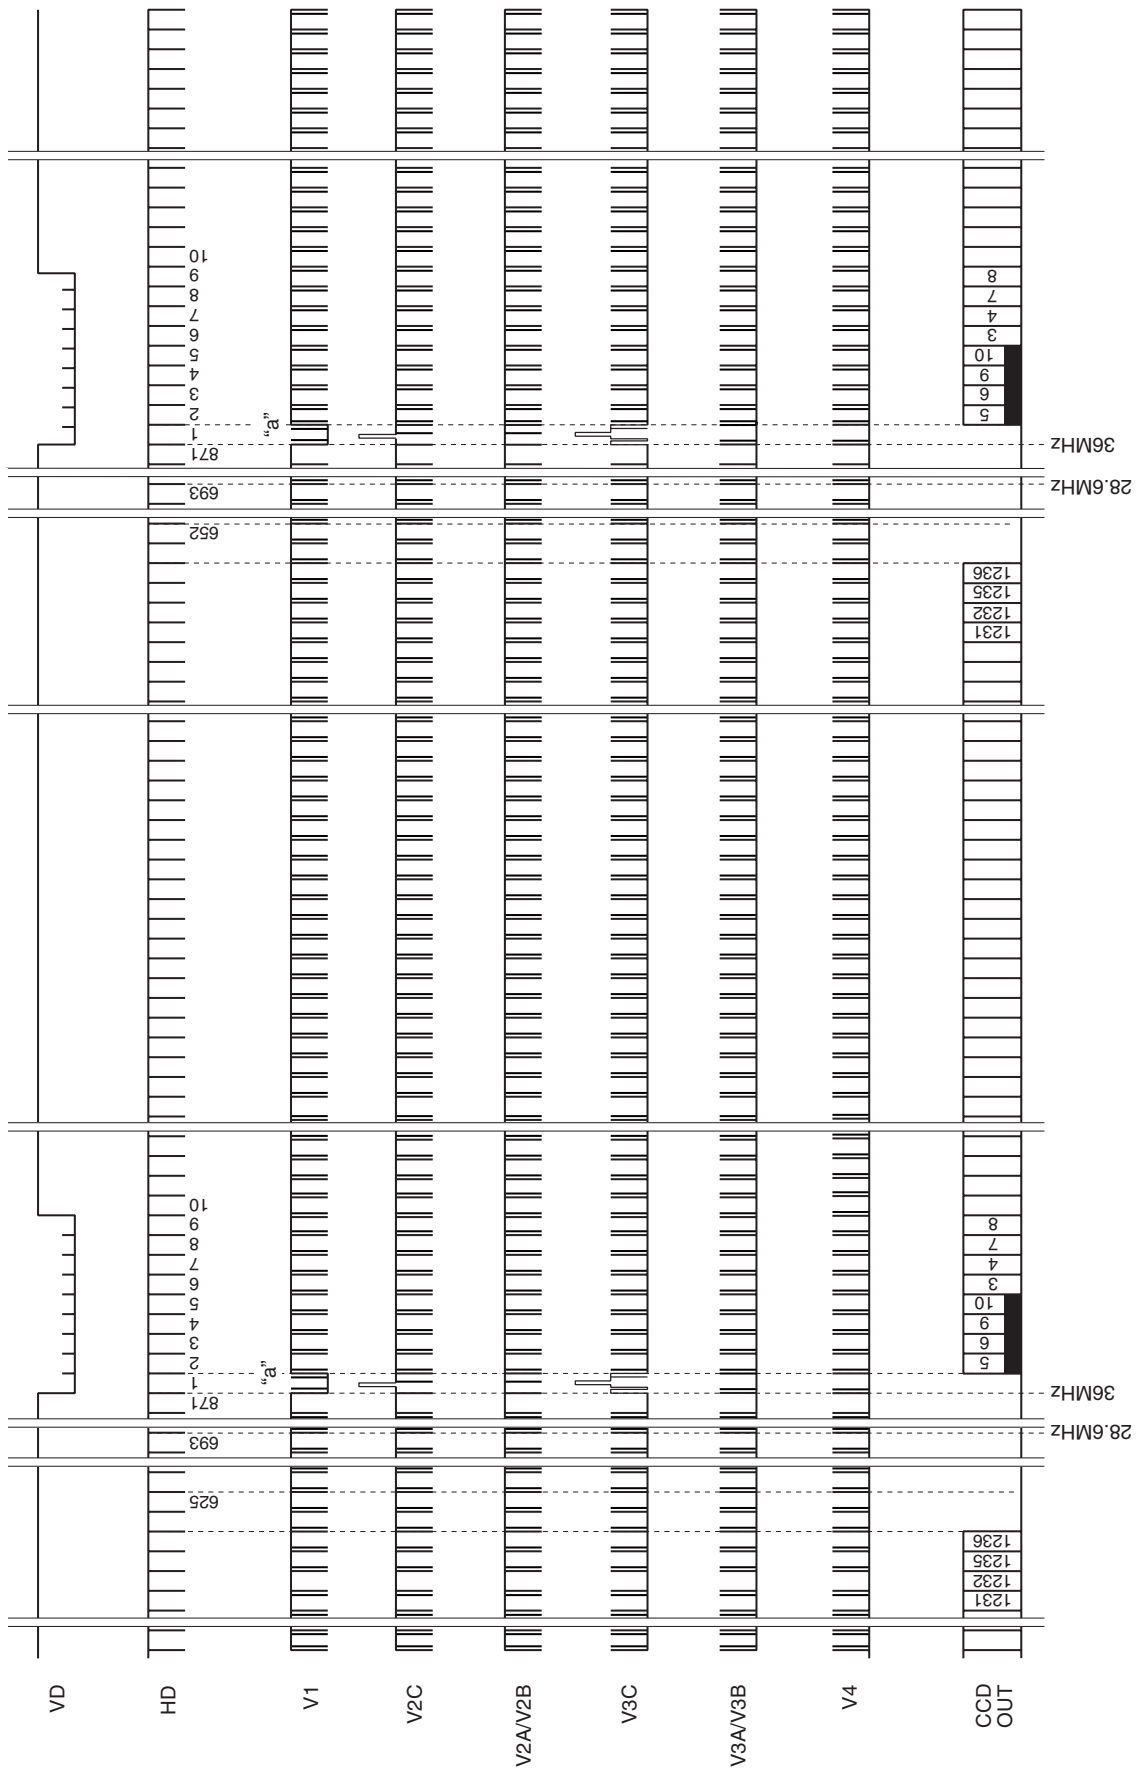 VD
HD
625 693 871 1 2 3 4 5 6 7 8 9 10 652 693 871 1 2 3 4 5 6 7 8 9 10
“a” “a”
V1
V2C
V2A/V2B
V3C
V3A/V3B
V4
CCD
OUT
1231 1232 1235 1236 5 6 9 10 3 4 7 8 1231 1232 1235 1236 5 6 9 10 3 4 7 8
28.6MHz 36MHz 28.6MHz 36MHz